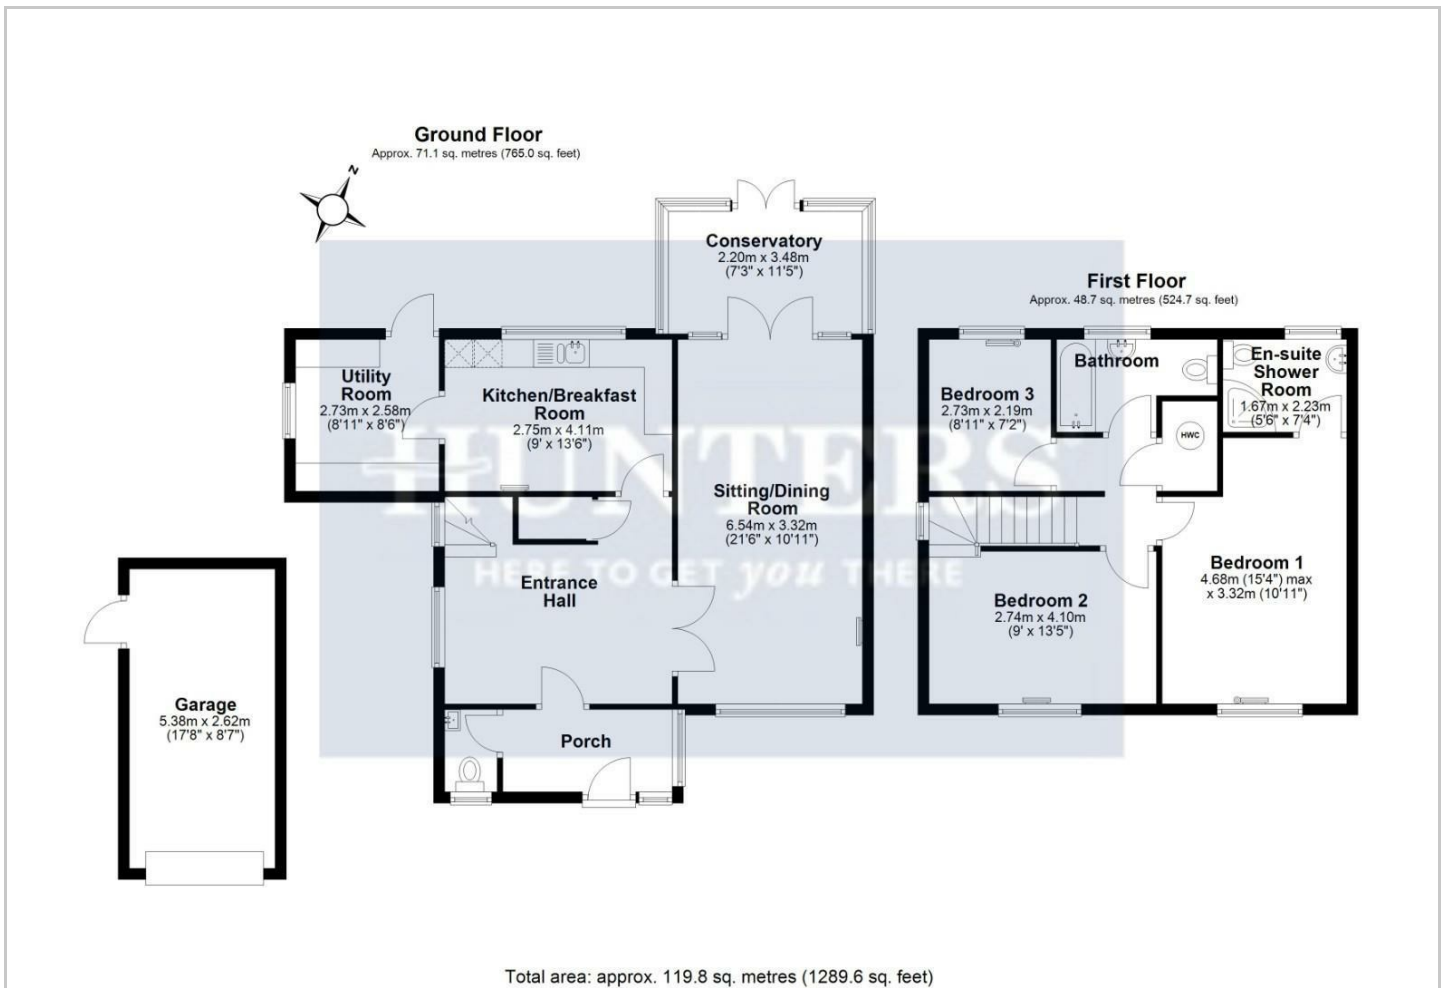 Ground Floor
Approx. 71.1 sq. metres (765.0 sq. feet)
N
Conservatory
2.20m x 3.48m
(7'3" x 11'5")
Utility
Room
2.73m x 2.58m
(8'11" x 8'6")
Kitchen/Breakfast
Room
2.75m x 4.11m
(9' x 13'6")
Sitting/Dining
Room
6.54m x 3.32m
(21'6" x 10'11")
Entrance
Hall
Porch
Garage
5.38m x 2.62m
(17'8" x 8'7")
First Floor
Approx. 48.7 sq. metres (524.7 sq. feet)
Bedroom 3
2.73m x 2.19m
(8'11" x 7'2")
Bathroom
En-suite
Shower
Room
1.67m x 2.23m
(5'6" x 7'4")
HWC
Bedroom 2
2.74m x 4.10m
(9' x 13'5")
Bedroom 1
4.68m (15'4") max
x 3.32m (10'11")
HUNTERS
HERE TO GET you THERE
Total area: approx. 119.8 sq. metres (1289.6 sq. feet)